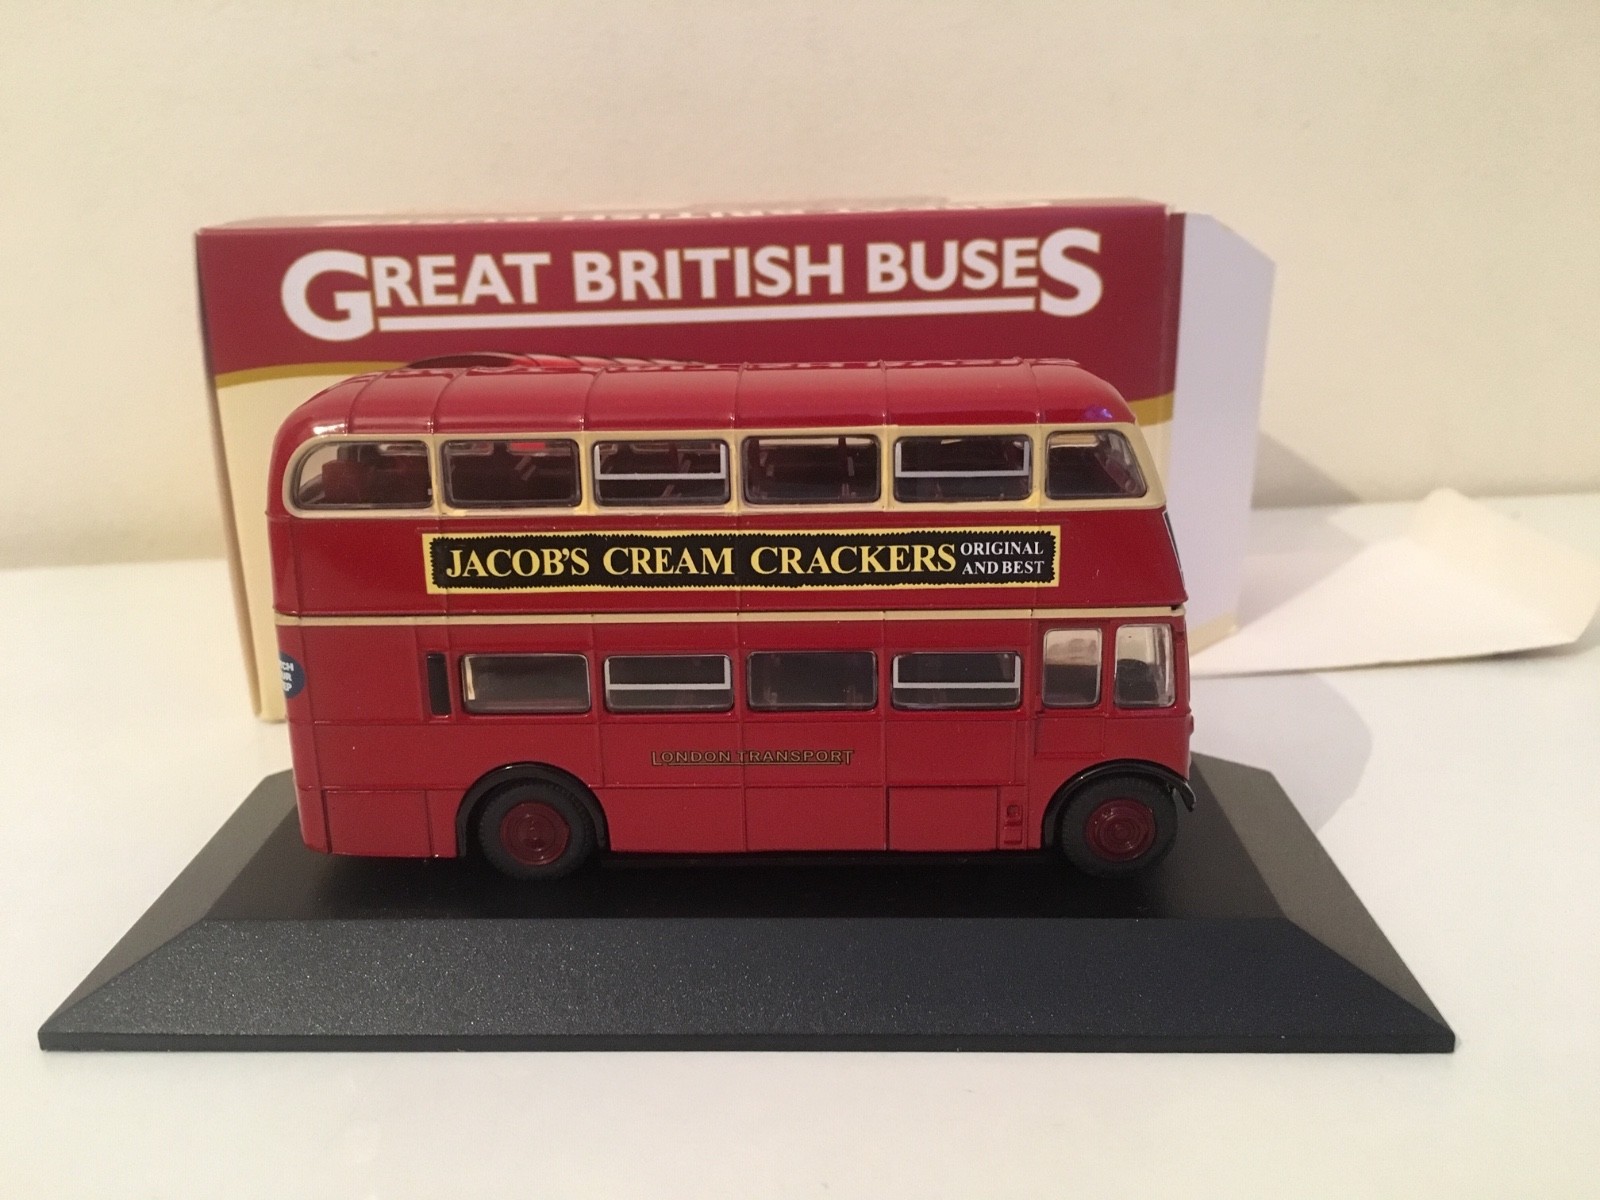 GREAT BRITISH BUSES
JACOB'S CREAM CRACKERS ORIGINAL
AND BEST
LONDON TRANSPORT